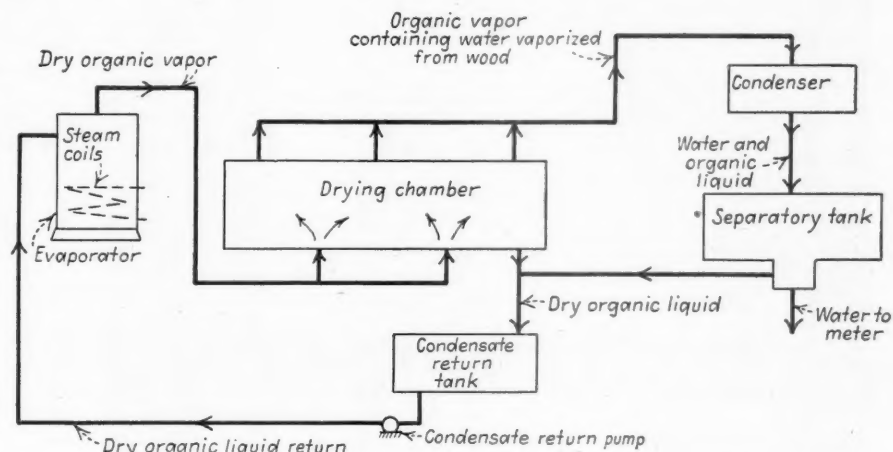 Organic vapor
containing water vaporized
from wood
Dry organic vapor
Condenser
Steam
coils
Water and
organic
liquid
Drying chamber
Separatory tank
Evaporator
Dry organic liquid
Water to
meter
Condensate
return
tank
Condensate return pump
Dry organic liquid return